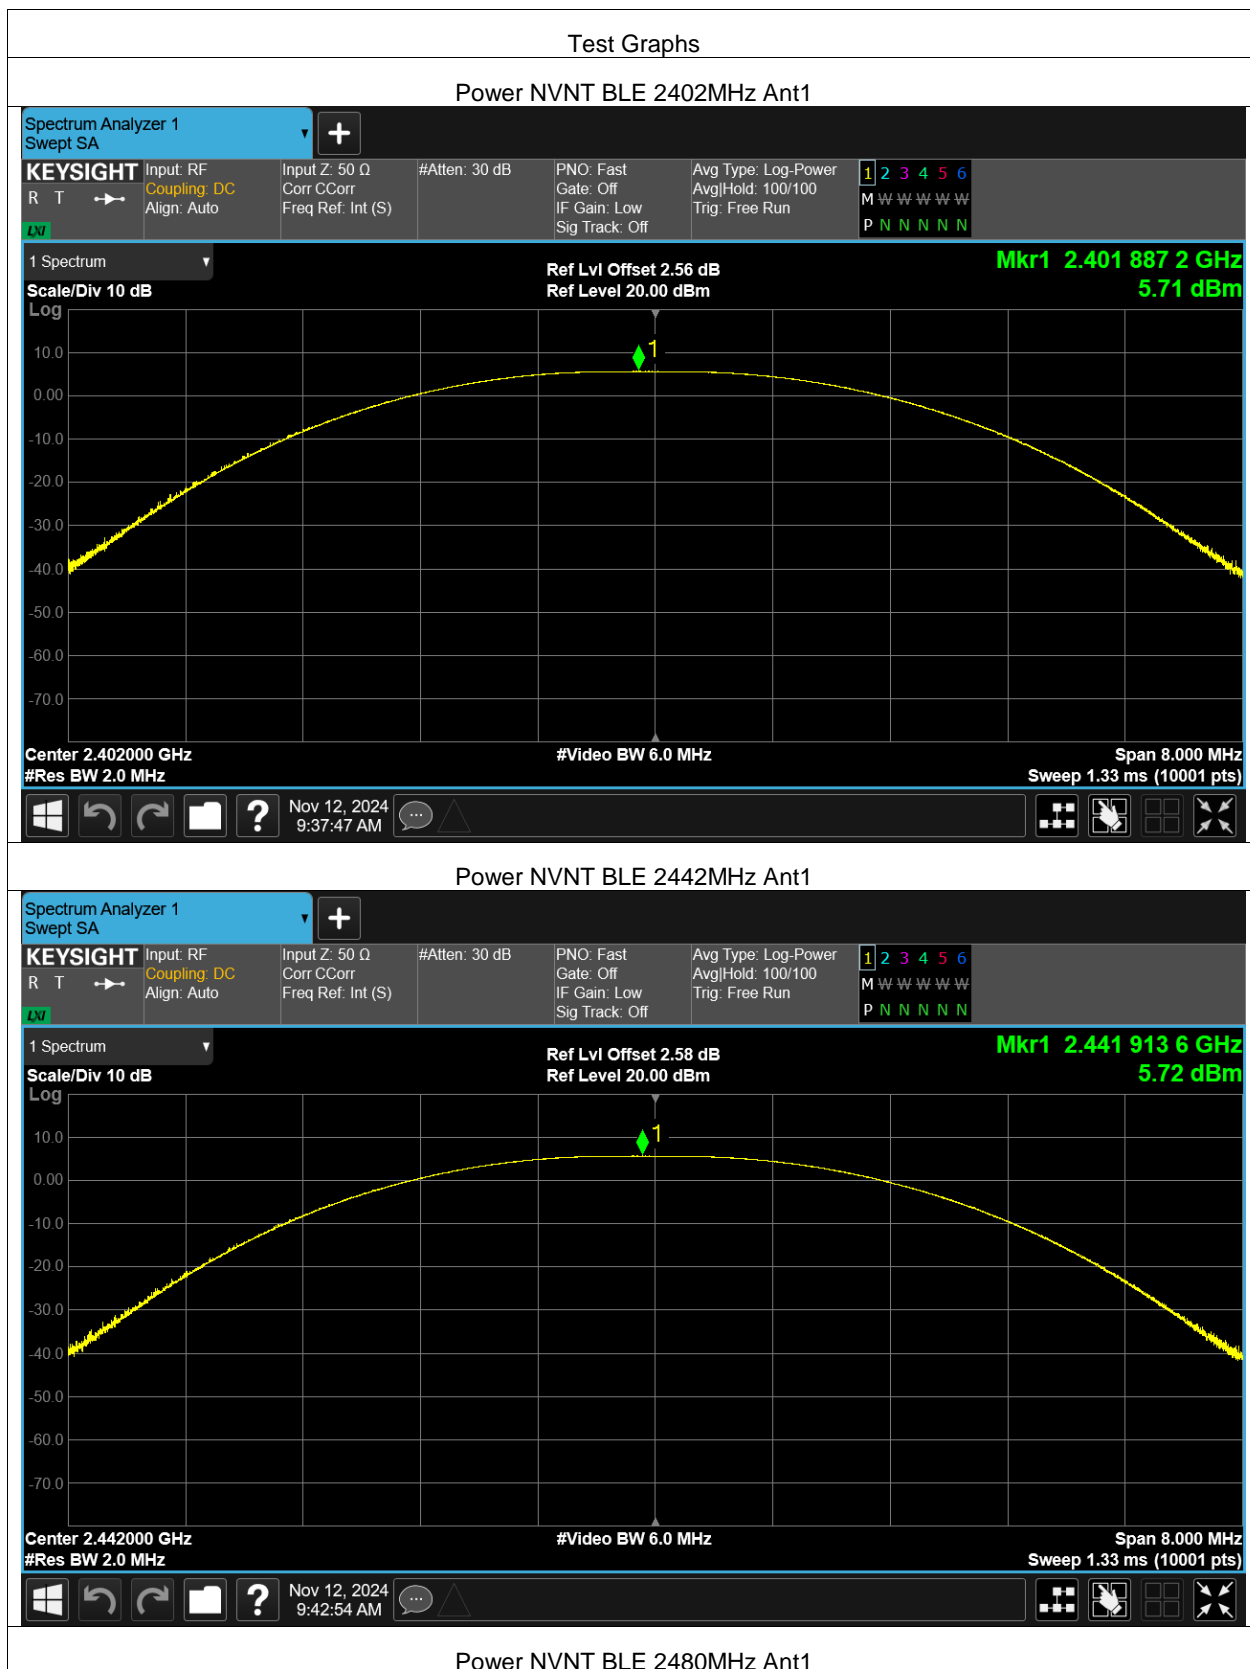 Test Graphs
Power NVNT BLE 2402MHz Ant1
Spectrum Analyzer 1
Swept SA
KEYSIGHT
R T
LXI
Input: RF
Coupling: DC
Align: Auto
Input Z: 50 Ω
Corr CCorr
Freq Ref: Int (S)
#Atten: 30 dB
PNO: Fast
Gate: Off
IF Gain: Low
Sig Track: Off
Avg Type: Log-Power
Avg|Hold: 100/100
Trig: Free Run
1 2 3 4 5 6
M W W W W W
P N N N N N
1 Spectrum
Scale/Div 10 dB
Ref Lvl Offset 2.56 dB
Ref Level 20.00 dBm
Mkr1 2.401 887 2 GHz
5.71 dBm
Log
1
10.0
0.00
-10.0
-20.0
-30.0
-40.0
-50.0
-60.0
-70.0
Center 2.402000 GHz
#Video BW 6.0 MHz
Span 8.000 MHz
#Res BW 2.0 MHz
Sweep 1.33 ms (10001 pts)
?
Nov 12, 2024
9:37:47 AM
Power NVNT BLE 2442MHz Ant1
Spectrum Analyzer 1
Swept SA
KEYSIGHT
R T
LXI
Input: RF
Coupling: DC
Align: Auto
Input Z: 50 Ω
Corr CCorr
Freq Ref: Int (S)
#Atten: 30 dB
PNO: Fast
Gate: Off
IF Gain: Low
Sig Track: Off
Avg Type: Log-Power
Avg|Hold: 100/100
Trig: Free Run
1 2 3 4 5 6
M W W W W W
P N N N N N
1 Spectrum
Scale/Div 10 dB
Ref Lvl Offset 2.58 dB
Ref Level 20.00 dBm
Mkr1 2.441 913 6 GHz
5.72 dBm
Log
1
10.0
0.00
-10.0
-20.0
-30.0
-40.0
-50.0
-60.0
-70.0
Center 2.442000 GHz
#Video BW 6.0 MHz
Span 8.000 MHz
#Res BW 2.0 MHz
Sweep 1.33 ms (10001 pts)
?
Nov 12, 2024
9:42:54 AM
Power NVNT BLE 2480MHz Ant1